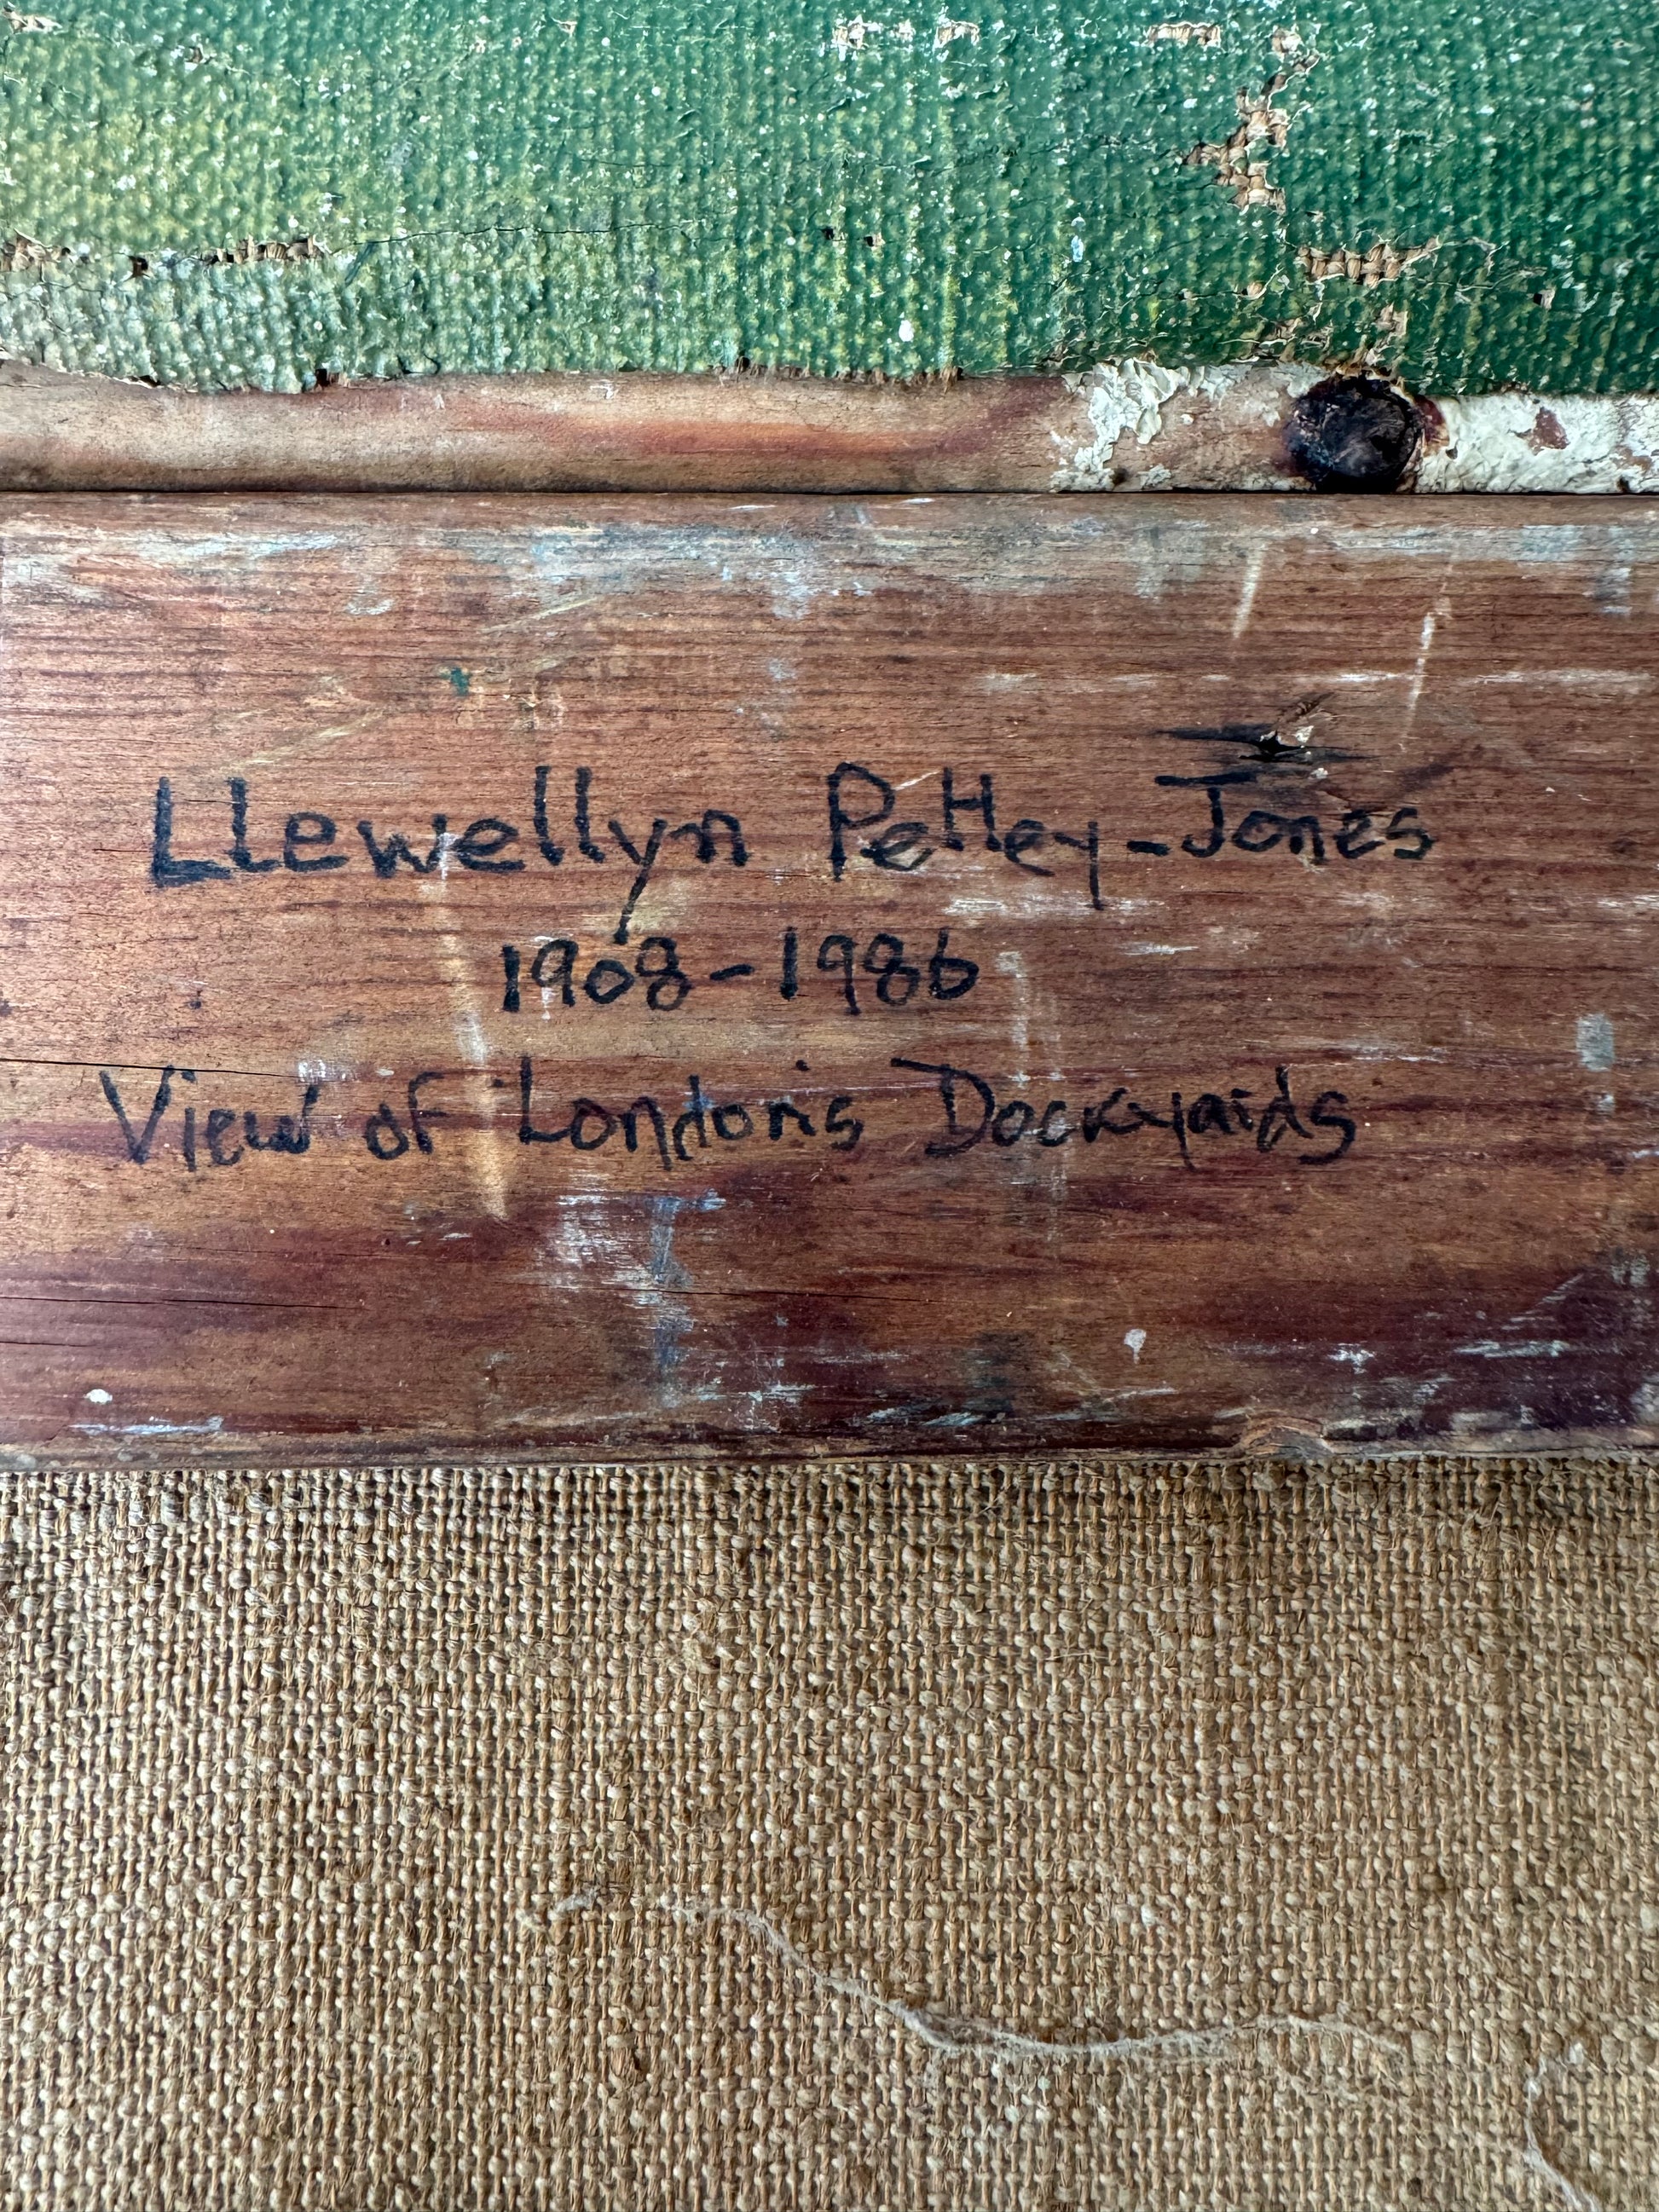 Llewellyn Petley-Jones
1908-1986
View of London's Dockyards